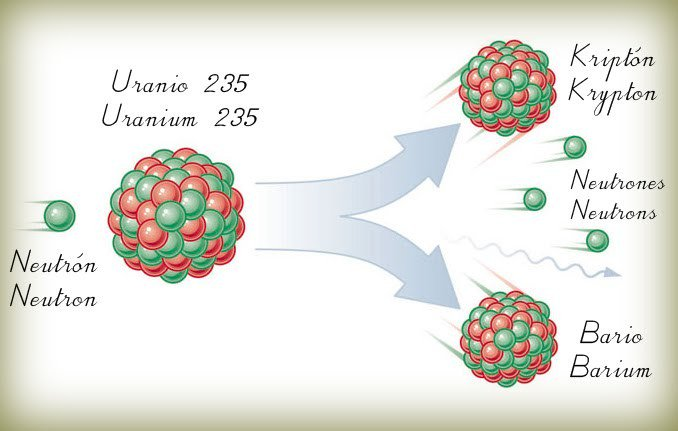 Uranio 235
Uranium 235
Neutrón
Neutron
Kriptón
Krypton
Neutrones
Neutrons
Bario
Barium